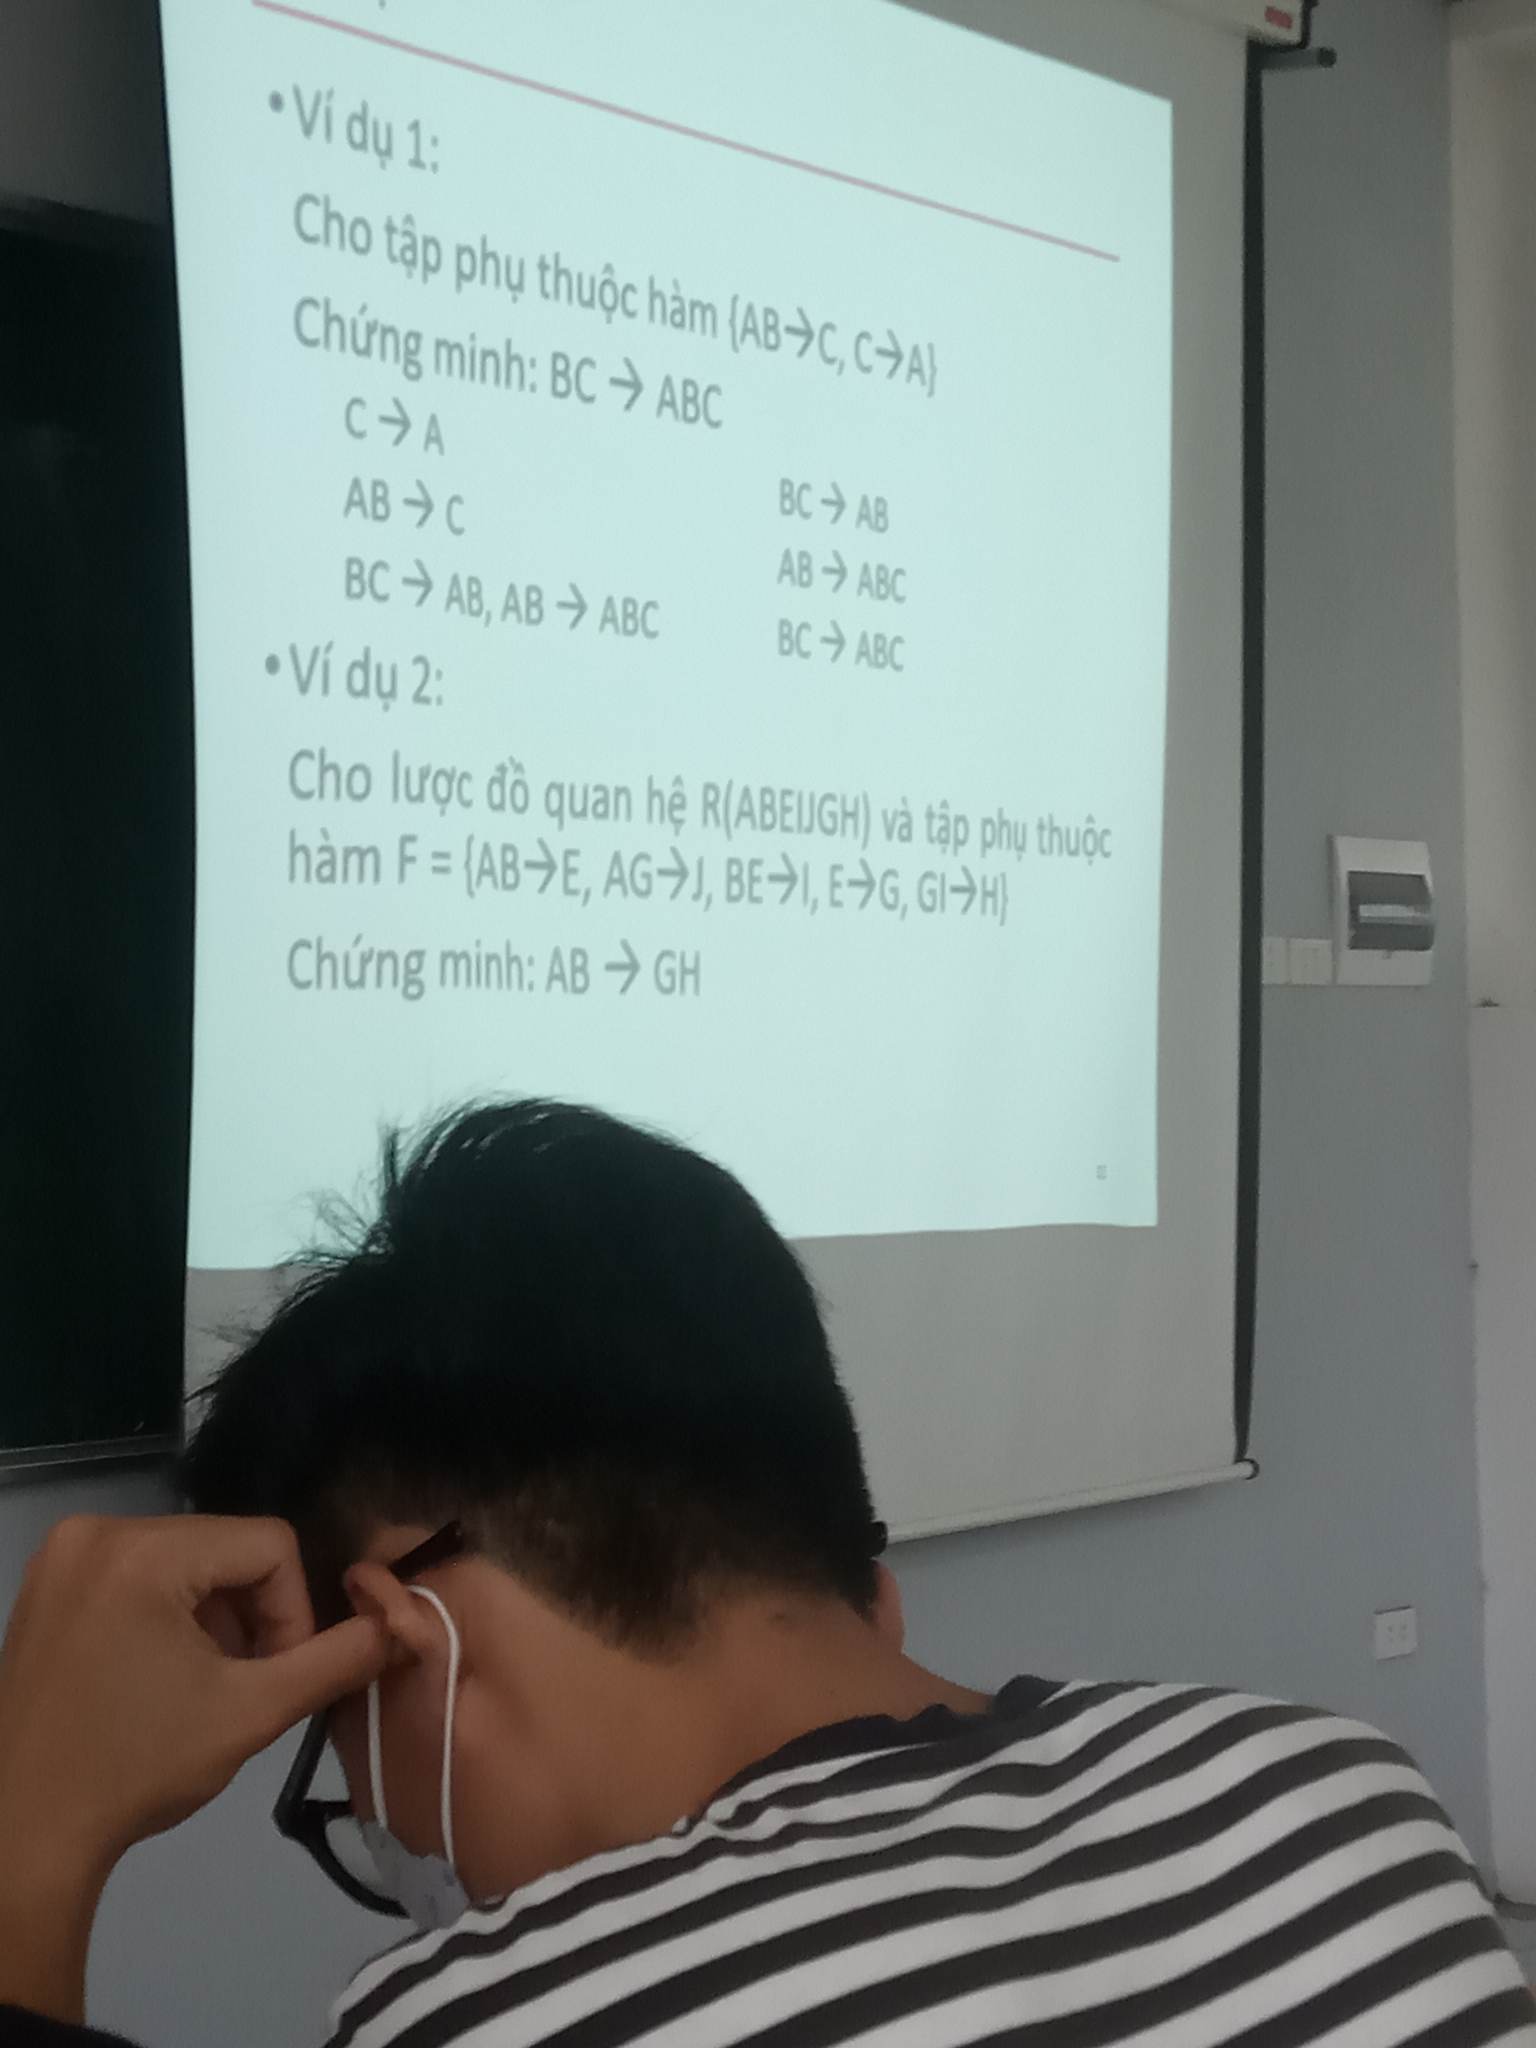 • Ví dụ 1:
Cho tập phụ thuộc hàm {AB→C, C→A}
Chứng minh: BC → ABC
C → A
AB → C
BC → AB, AB → ABC
BC → AB
AB → ABC
BC → ABC
• Ví dụ 2:
Cho lược đồ quan hệ R(ABEIJGH) và tập phụ thuộc
hàm F = {AB→E, AG→J, BE→I, E→G, GI→H}
Chứng minh: AB → GH